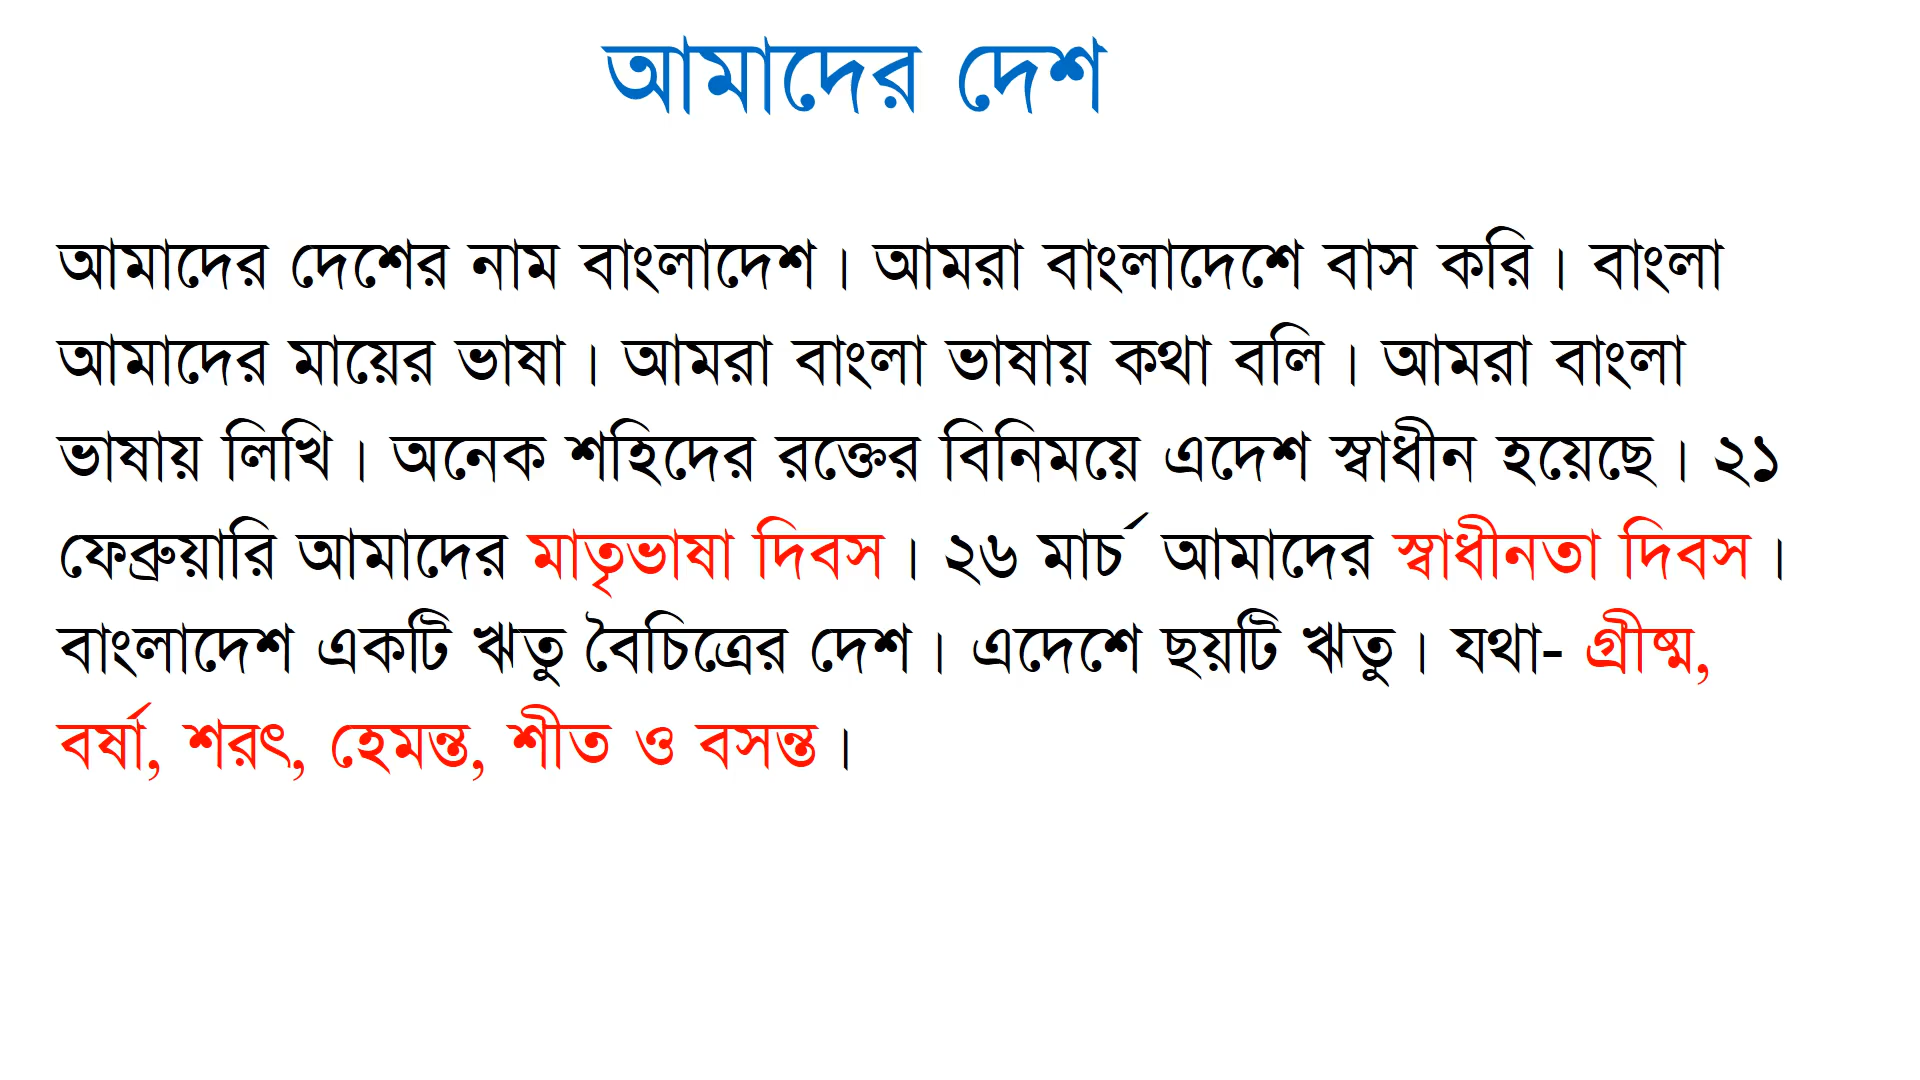 আমাদের দেশ
আমাদের দেশের নাম বাংলাদেশ। আমরা বাংলাদেশে বাস করি। বাংলা
আমাদের মায়ের ভাষা। আমরা বাংলা ভাষায় কথা বলি। আমরা বাংলা
ভাষায় লিখি। অনেক শহিদের রক্তের বিনিময়ে এদেশ স্বাধীন হয়েছে। ২১
ফেব্রুয়ারি আমাদের মাতৃভাষা দিবস। ২৬ মার্চ আমাদের স্বাধীনতা দিবস।
বাংলাদেশ একটি ঋতু বৈচিত্রের দেশ। এদেশে ছয়টি ঋতু। যথা- গ্রীষ্ম,
বর্ষা, শরৎ, হেমন্ত, শীত ও বসন্ত।